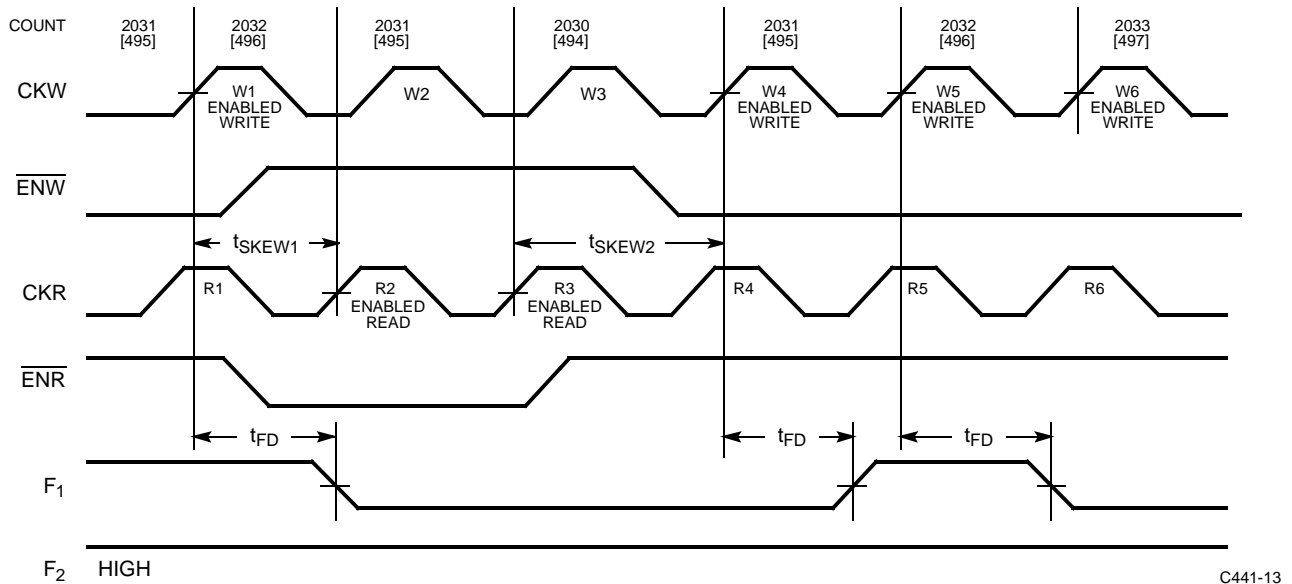 COUNT 2031 2032 2031 2030 2031 2032 2033
[495] [496] [495] [494] [495] [496] [497]
CKW W1 W2 W3 W4 W5 W6
ENABLED ENABLED ENABLED ENABLED
WRITE WRITE WRITE WRITE
ENW
tSKEW1 tSKEW2
CKR R1 R2 R3 R4 R5 R6
ENABLED ENABLED
READ READ
ENR
tFD tFD tFD
F1
F2 HIGH
C441-13